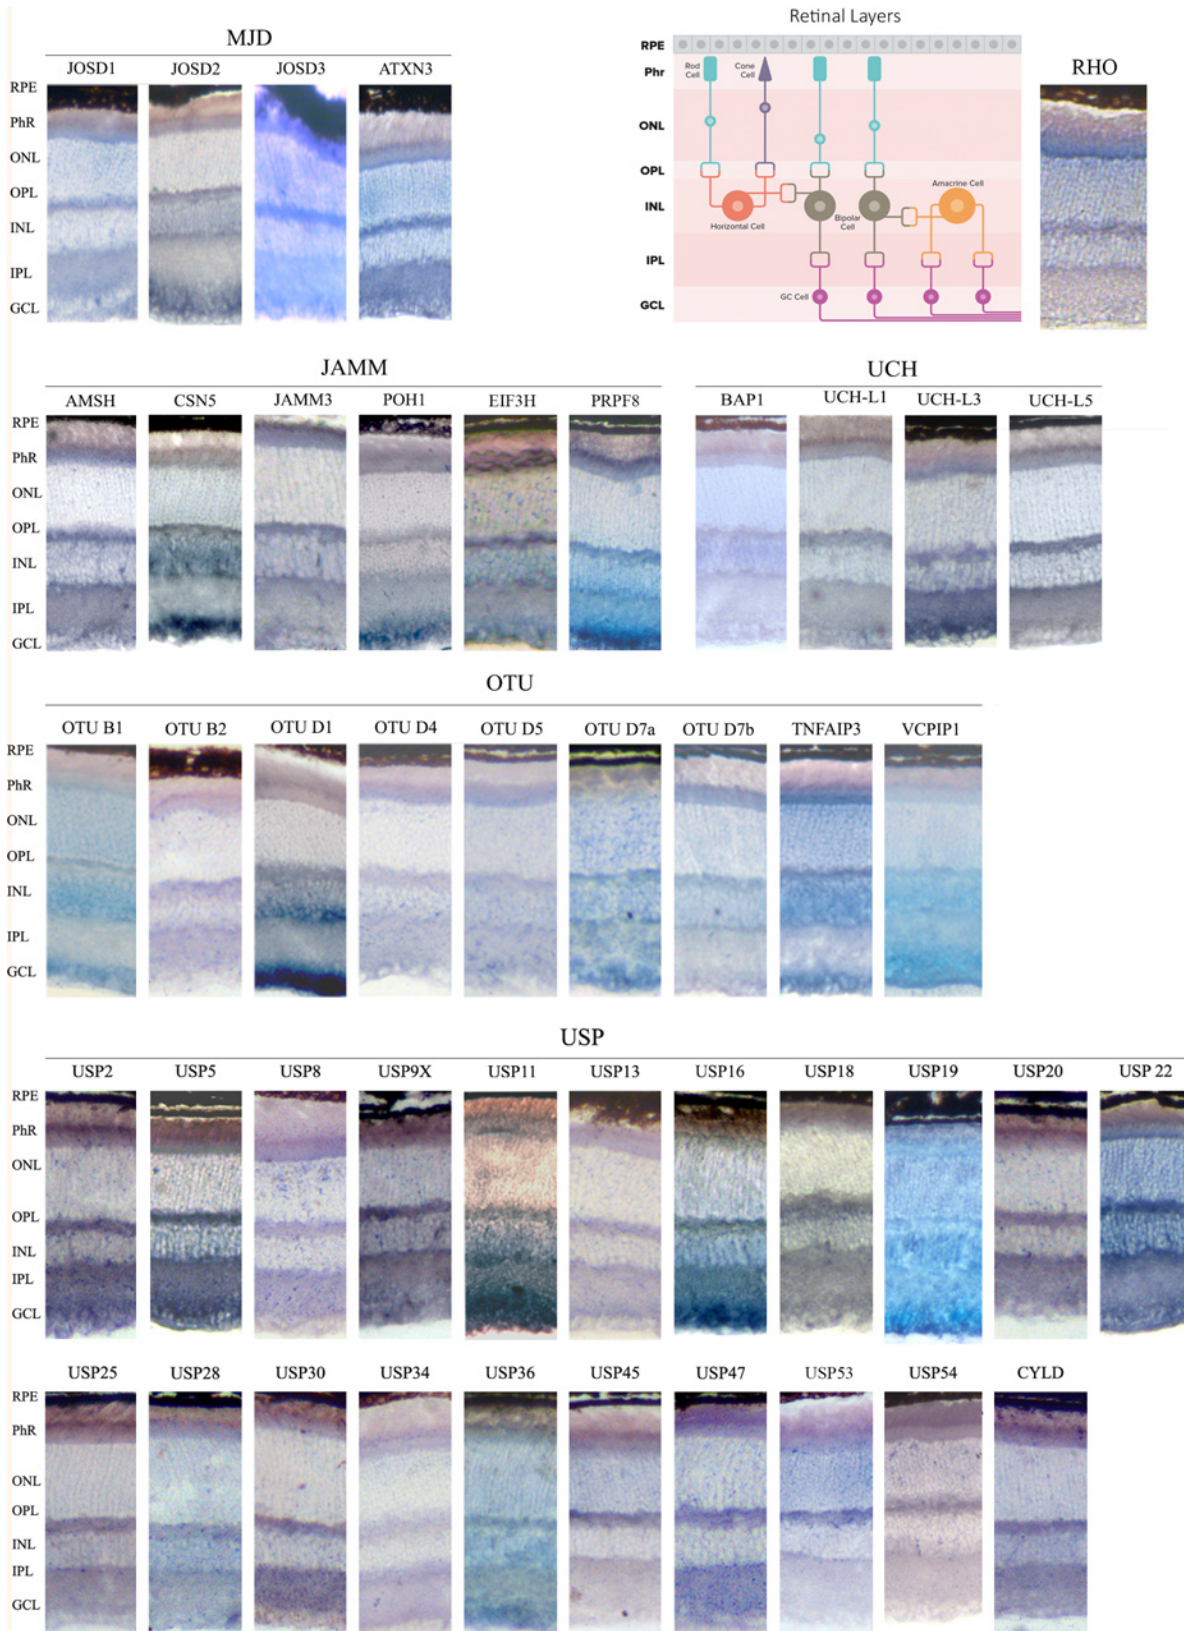 Retinal Layers
MJD
JOSD1 JOSD2 JOSD3 ATXN3
RPE
PhR
ONL
OPL
INL
IPL
GCL
RPE
Phr
ONL
OPL
INL
IPL
GCL
Rod
Cell
Cone
Cell
Horizontal Cell
Bipolar
Cell
Amacrine Cell
GC Cell
RHO
JAMM
AMSH CSN5 JAMM3 POH1 EIF3H PRPF8
UCH
BAP1 UCH-L1 UCH-L3 UCH-L5
RPE
PhR
ONL
OPL
INL
IPL
GCL
OTU
OTU B1 OTU B2 OTU D1 OTU D4 OTU D5 OTU D7a OTU D7b TNFAIP3 VCPIP1
RPE
PhR
ONL
OPL
INL
IPL
GCL
USP
USP2 USP5 USP8 USP9X USP11 USP13 USP16 USP18 USP19 USP20 USP 22
RPE
PhR
ONL
OPL
INL
IPL
GCL
USP25 USP28 USP30 USP34 USP36 USP45 USP47 USP53 USP54 CYLD
RPE
PhR
ONL
OPL
INL
IPL
GCL